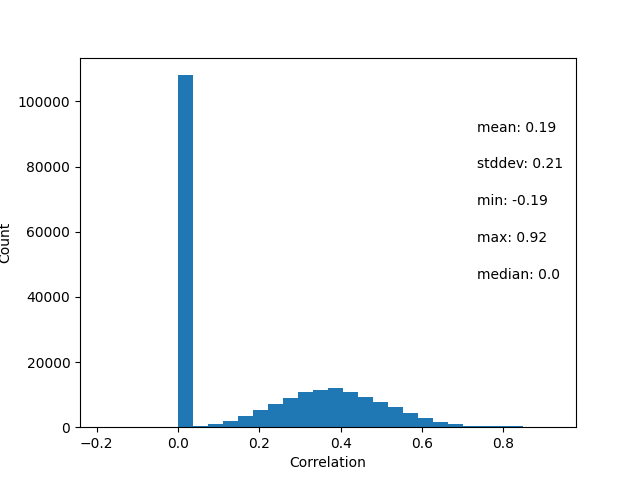 100000
80000
60000
40000
20000
0
Count
mean: 0.19
stddev: 0.21
min: -0.19
max: 0.92
median: 0.0
−0.2 0.0 0.2 0.4 0.6 0.8
Correlation